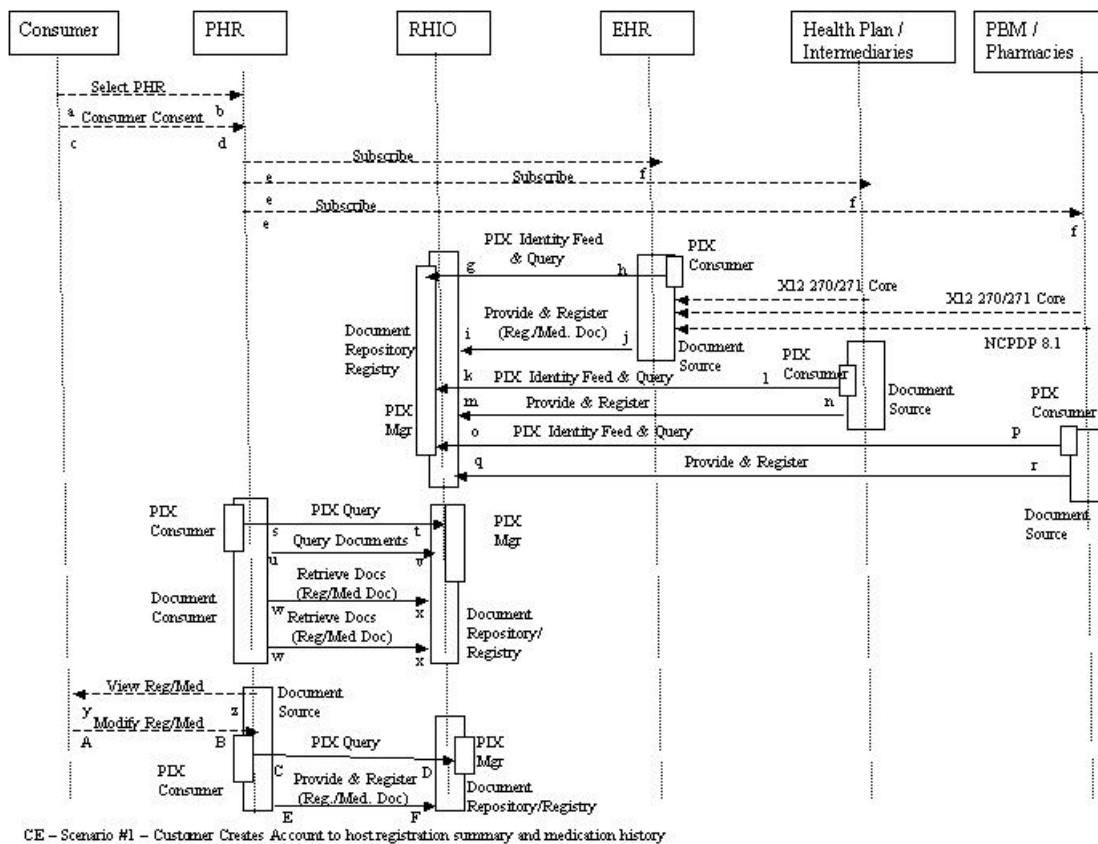 Consumer
PHR
RHIO
EHR
Health Plan /
Intermediaries
PBM /
Pharmacies
Select PHR
a
b
Consumer Consent
c
d
Subscribe
e
f
Subscribe
e
f
Subscribe
e
f
PIX Identity Feed
& Query
g
h
PIX
Consumer
X12 270/271 Core
X12 270/271 Core
Provide & Register
(Reg./Med. Doc)
i
j
NCPDP 8.1
Document
Repository
Registry
Document
Source
PIX
Consumer
k
PIX Identity Feed & Query
l
m
Provide & Register
n
Document
Source
PIX
Consumer
PIX
Mgr
o
PIX Identity Feed & Query
p
q
Provide & Register
r
Document
Source
PIX
Consumer
PIX Query
s
t
PIX
Mgr
Query Documents
u
v
Retrieve Docs
(Reg/Med Doc)
w
x
Document
Consumer
Retrieve Docs
(Reg/Med Doc)
w
x
Document
Repository/
Registry
View Reg/Med
y
z
Document
Source
Modify Reg/Med
A
B
PIX Query
C
D
PIX
Mgr
PIX
Consumer
Provide & Register
(Reg./Med. Doc)
E
F
Document
Repository/Registry
CE – Scenario #1 – Customer Creates Account to host registration summary and medication history